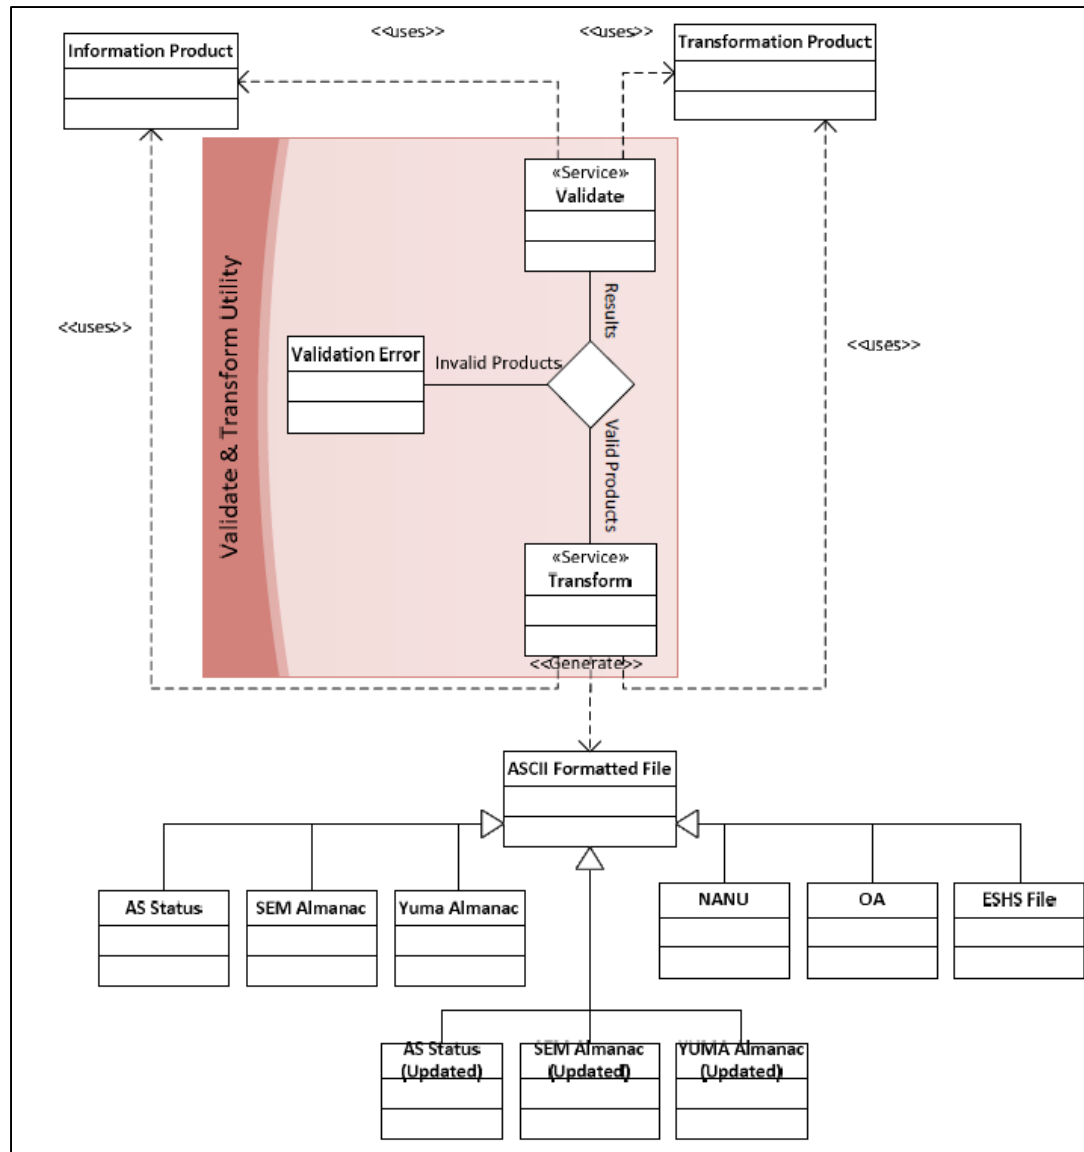 <<uses>>
<<uses>>
Information Product
Transformation Product
«Service»
Validate
Validate & Transform Utility
Results
<<uses>>
<<uses>>
Validation Error
Invalid Products
Valid Products
«Service»
Transform
<<Generate>>
ASCII Formatted File
AS Status
SEM Almanac
Yuma Almanac
NANU
OA
ESHS File
AS Status
(Updated)
SEM Almanac
(Updated)
YUMA Almanac
(Updated)